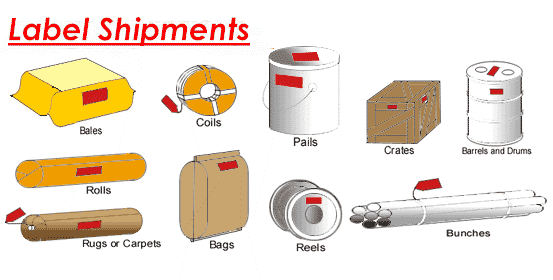 Label Shipments
Bales
Coils
Pails
Crates
Barrels and Drums
Rolls
Rugs or Carpets
Bags
Reels
Bunches